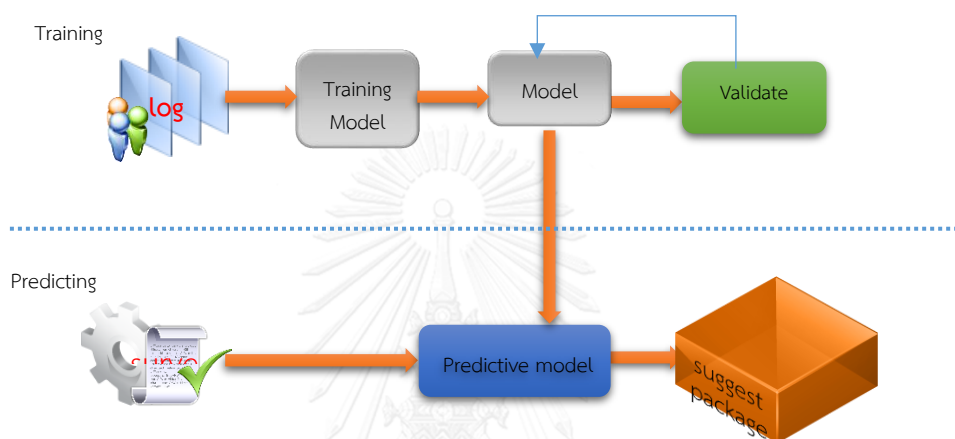 Training
log
Training
Model
Model
Validate
Predicting
Predictive model
suggest
package